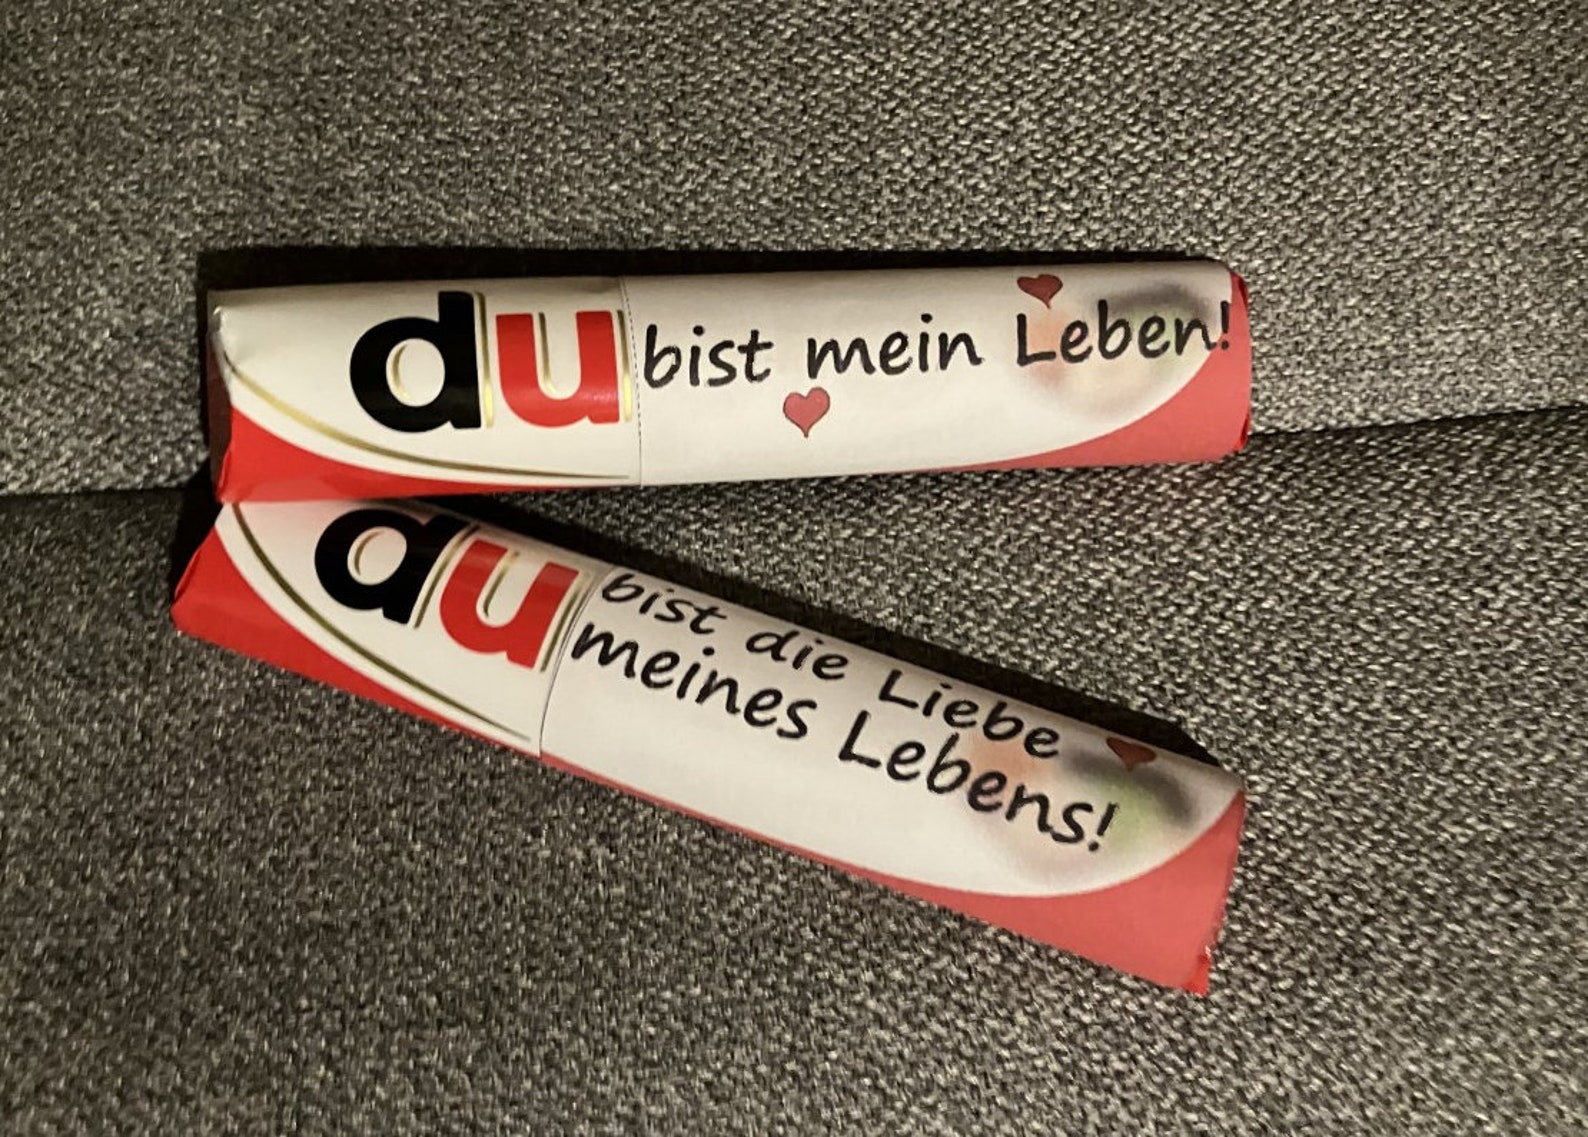 du bist mein Leben!
du bist die Liebe
meines Lebens!